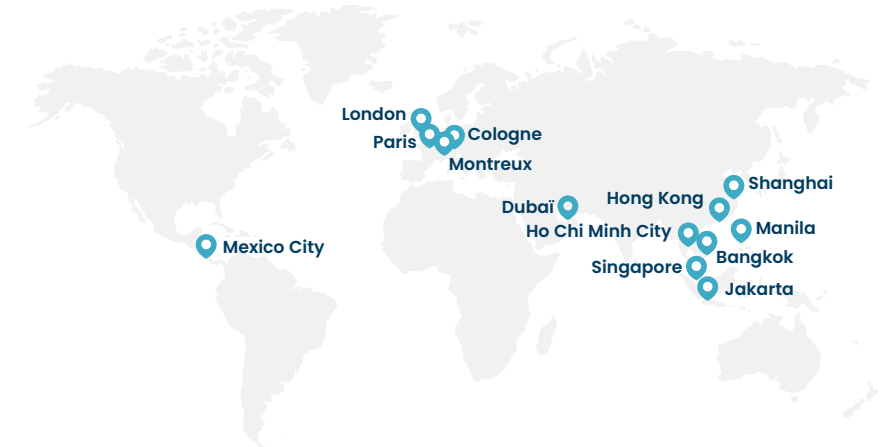 London
Paris
Cologne
Montreux
Shanghai
Hong Kong
Dubaï
Ho Chi Minh City
Manila
Mexico City
Bangkok
Singapore
Jakarta